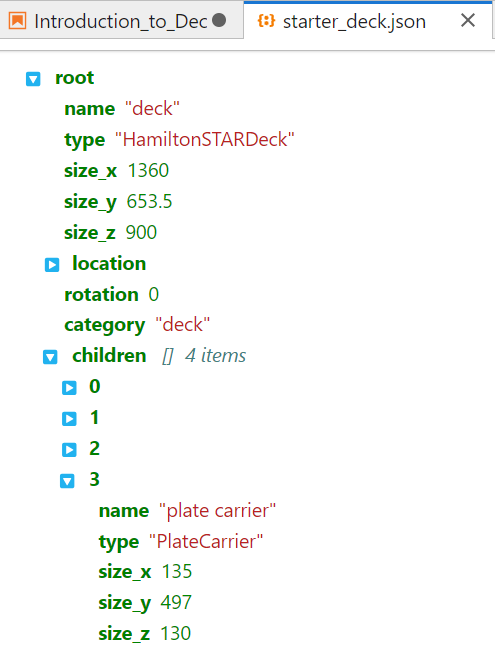 Introduction_to_Dec
starter_deck.json
root
name "deck"
type "HamiltonSTARDeck"
size_x 1360
size_y 653.5
size_z 900
location
rotation 0
category "deck"
children [] 4 items
0
1
2
3
name "plate carrier"
type "PlateCarrier"
size_x 135
size_y 497
size_z 130